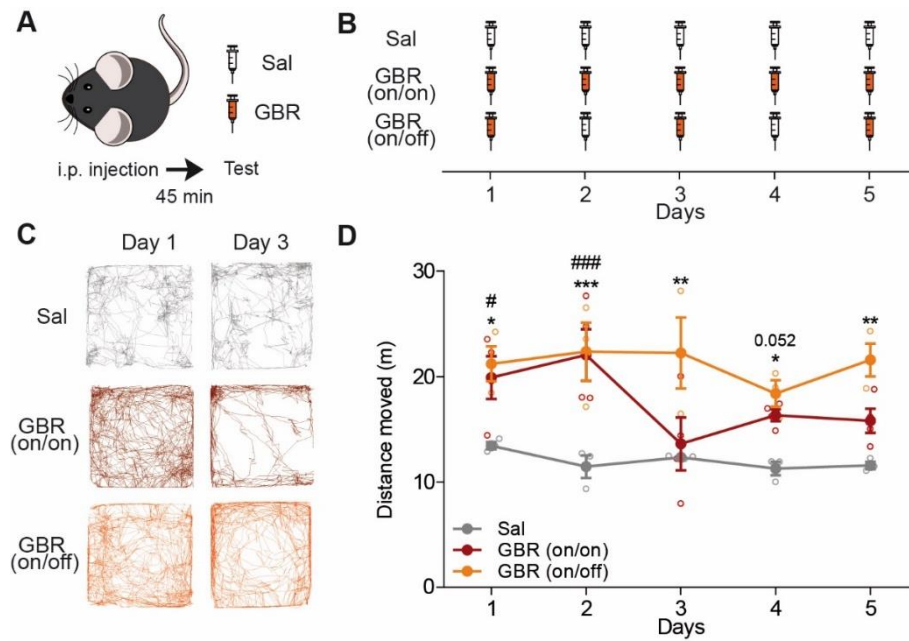 A
Sal
GBR
i.p. injection
Test
45 min
B
Sal
GBR
(on/on)
GBR
(on/off)
1 2 3 4 5
Days
C
Day 1 Day 3
Sal
GBR
(on/on)
GBR
(on/off)
D
Distance moved (m)
30
20
10
0
#
*
###
***
**
0.052
*
**
Sal
GBR (on/on)
GBR (on/off)
1 2 3 4 5
Days